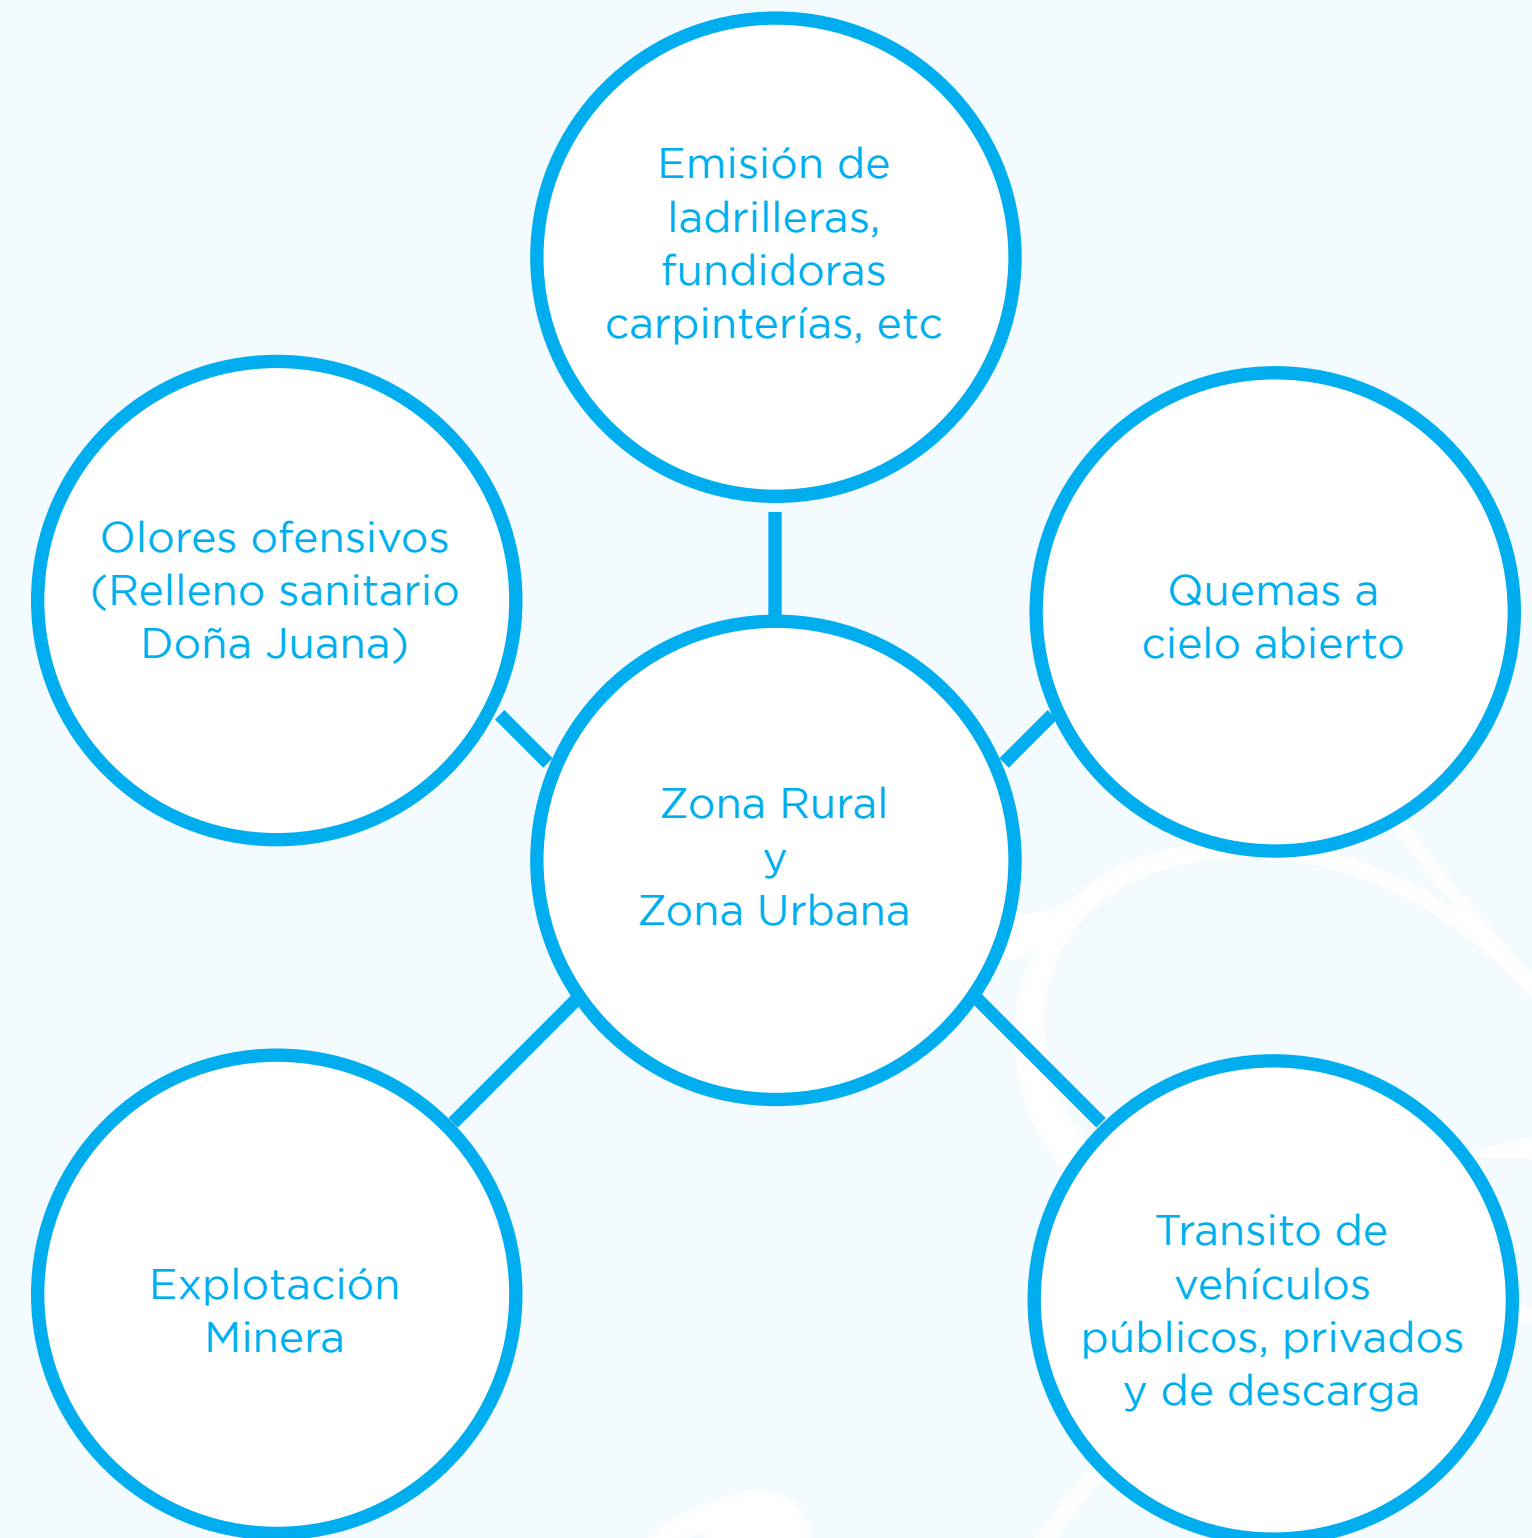 Emisión de
ladrilleras,
fundidoras
carpinterías, etc
Olores ofensivos
(Relleno sanitario
Doña Juana)
Quemas a
cielo abierto
Zona Rural
y
Zona Urbana
Explotación
Minera
Transito de
vehículos
públicos, privados
y de descarga